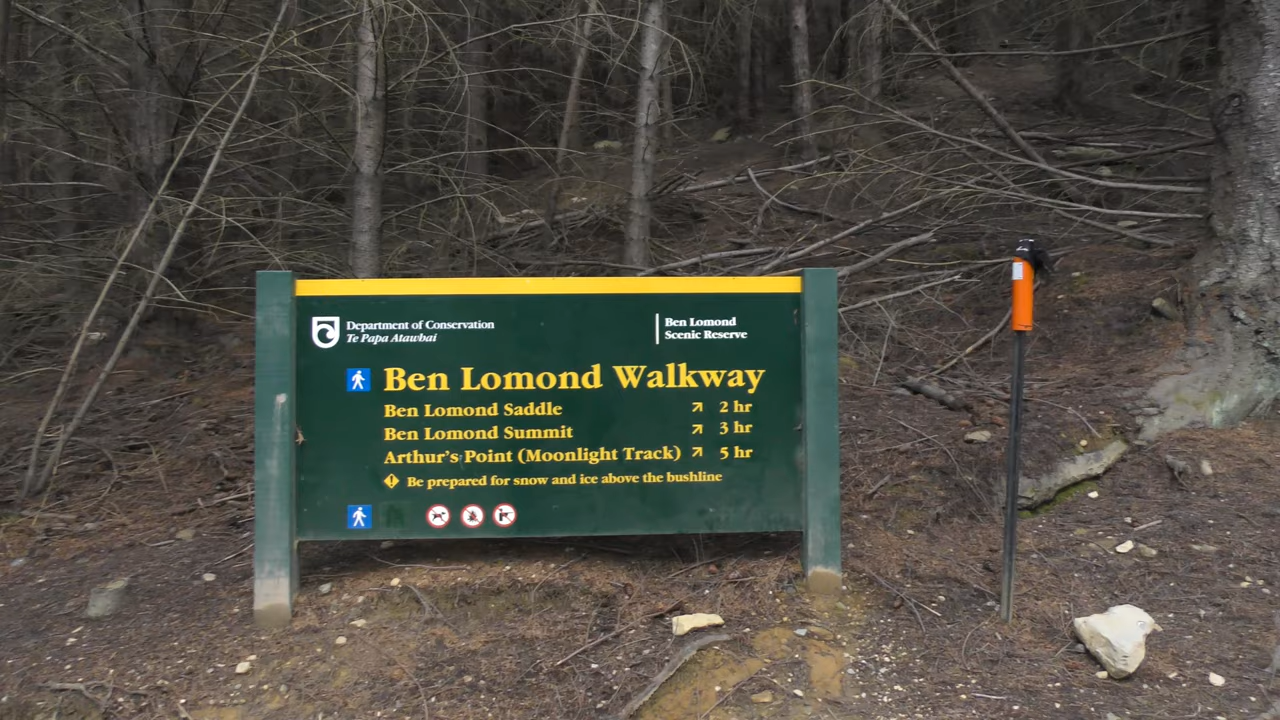 Department of Conservation
Te Papa Atawhai
Ben Lomond
Scenic Reserve
Ben Lomond Walkway
Ben Lomond Saddle ↗ 2 hr
Ben Lomond Summit ↗ 3 hr
Arthur's Point (Moonlight Track) ↗ 5 hr
Be prepared for snow and ice above the bushline